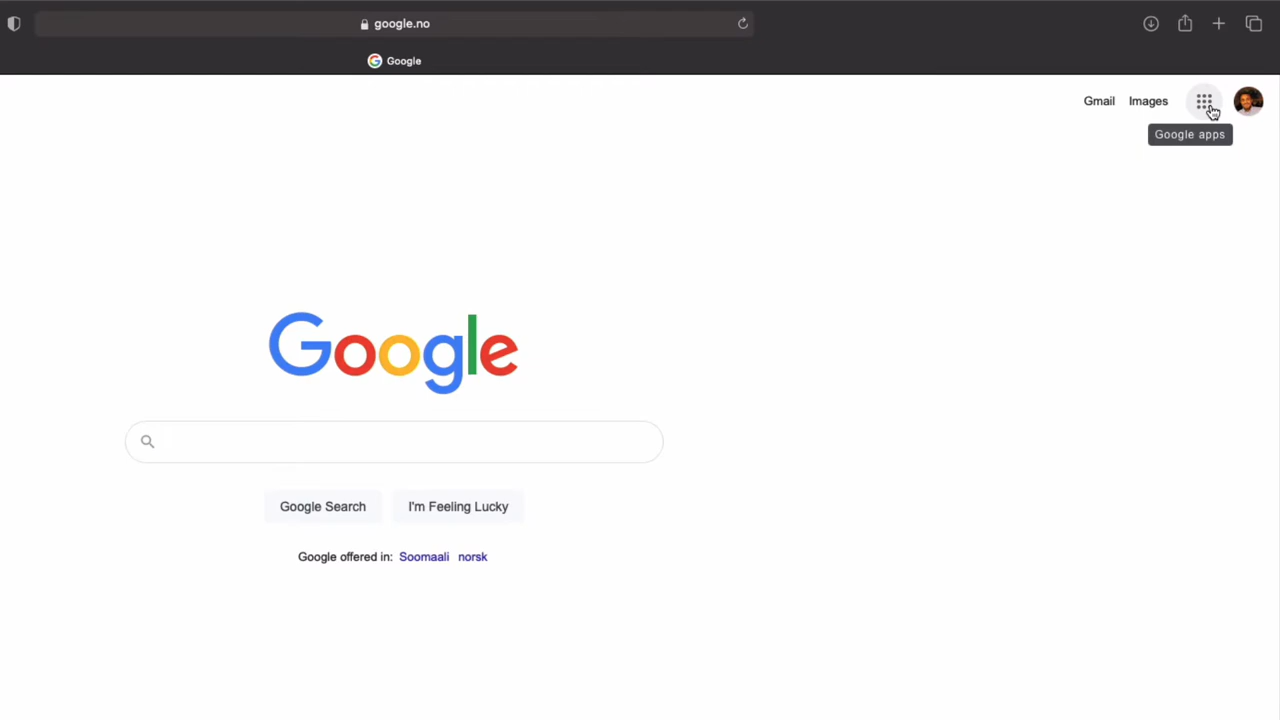 google.no
Google
Gmail Images
Google apps
Google
Google Search I'm Feeling Lucky
Google offered in: Soomaali norsk